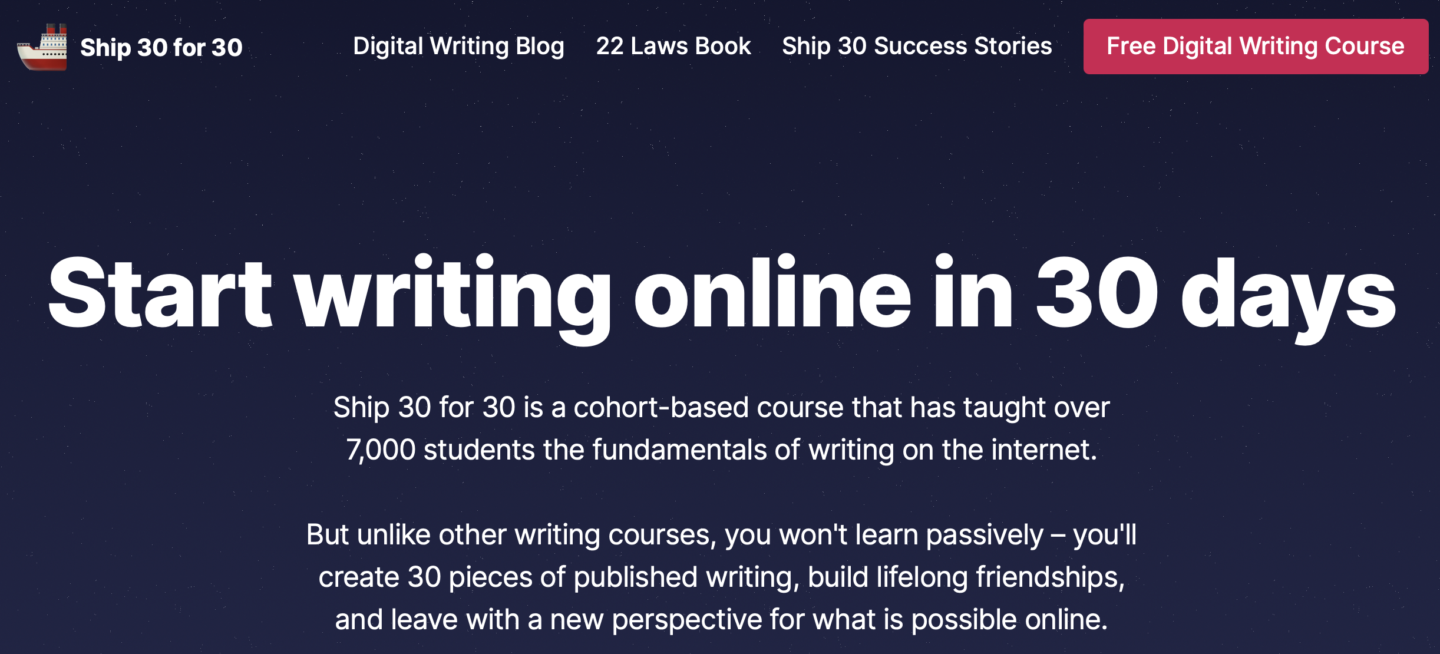 Ship 30 for 30
Digital Writing Blog
22 Laws Book
Ship 30 Success Stories
Free Digital Writing Course
Start writing online in 30 days
Ship 30 for 30 is a cohort-based course that has taught over
7,000 students the fundamentals of writing on the internet.
But unlike other writing courses, you won't learn passively – you'll
create 30 pieces of published writing, build lifelong friendships,
and leave with a new perspective for what is possible online.